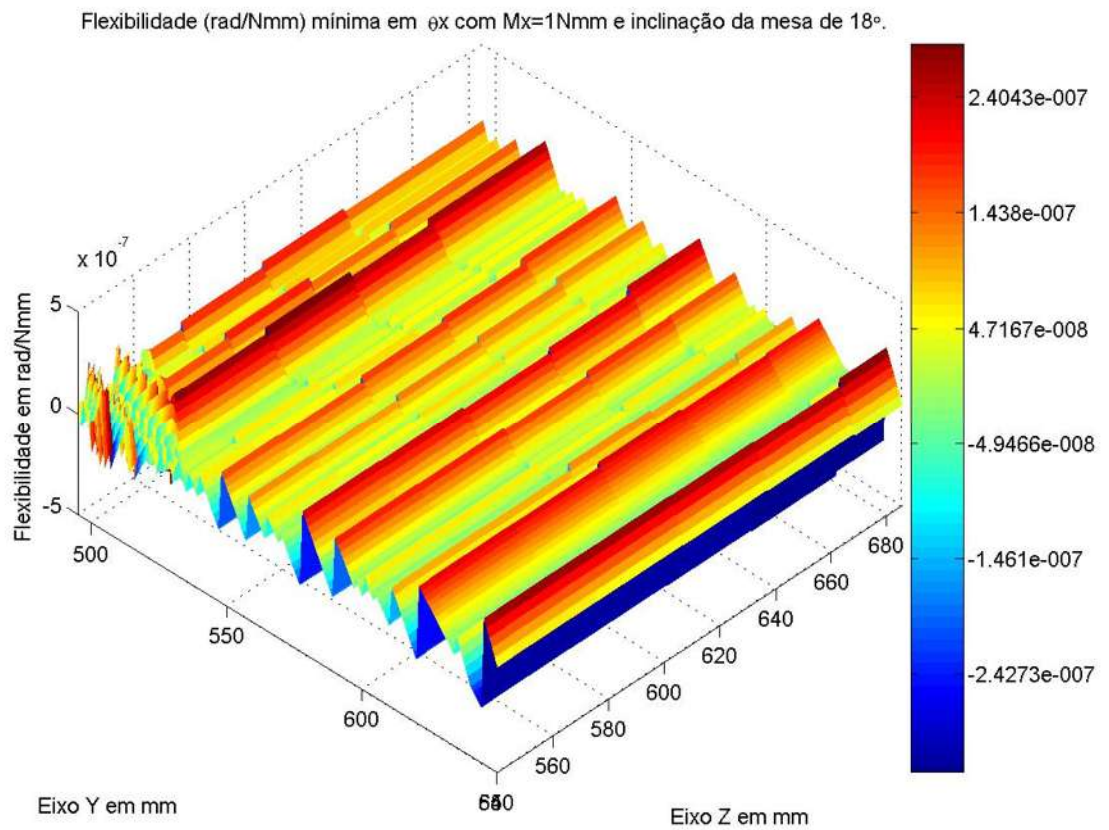 Flexibilidade (rad/Nmm) mínima em θx com Mx=1Nmm e inclinação da mesa de 18º.
x 10^-7
5
0
-5
Flexibilidade em rad/Nmm
500
550
600
560
580
600
620
640
660
680
Eixo Y em mm
Eixo Z em mm
2.4043e-007
1.438e-007
4.7167e-008
-4.9466e-008
-1.461e-007
-2.4273e-007